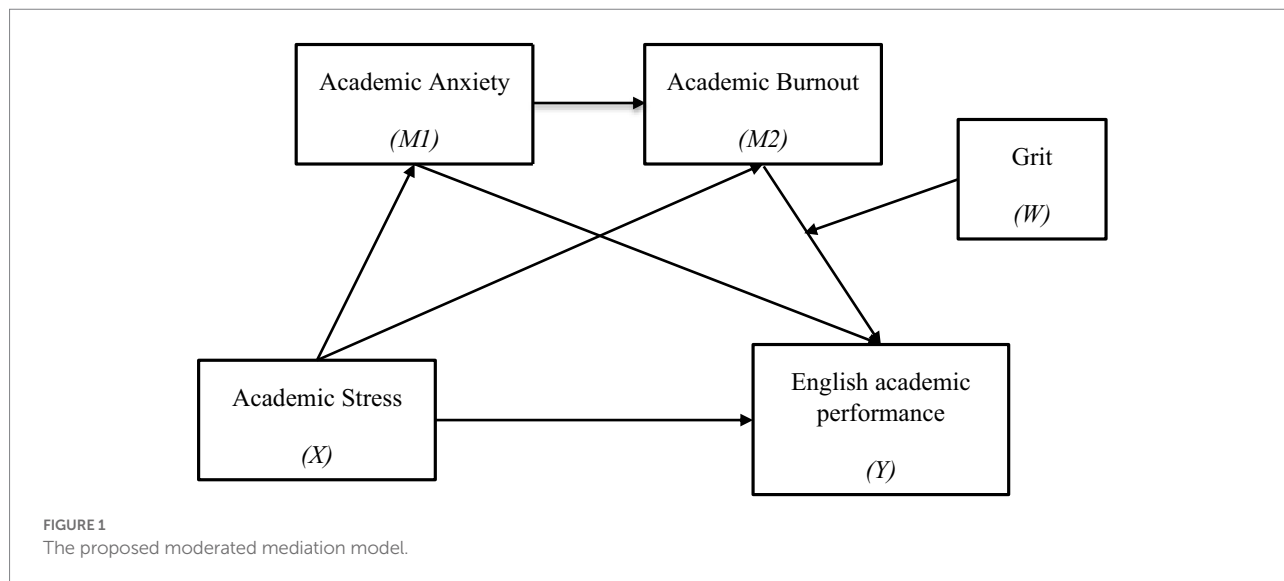 Academic Anxiety
(M1)
Academic Burnout
(M2)
Grit
(W)
Academic Stress
(X)
English academic
performance
(Y)
FIGURE 1
The proposed moderated mediation model.